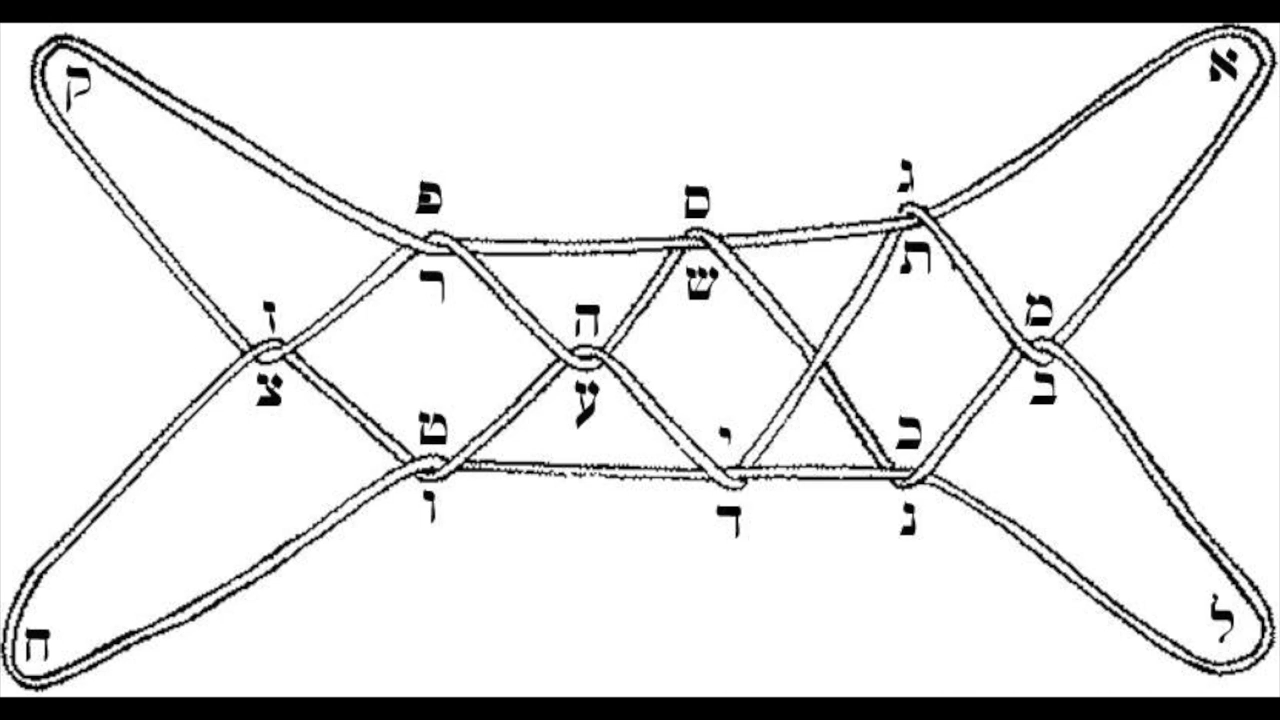 א ק
ג ס פ
ת ש ר
מ ה ז
ב ע צ
כ י ט
נ ד ו
ל ח